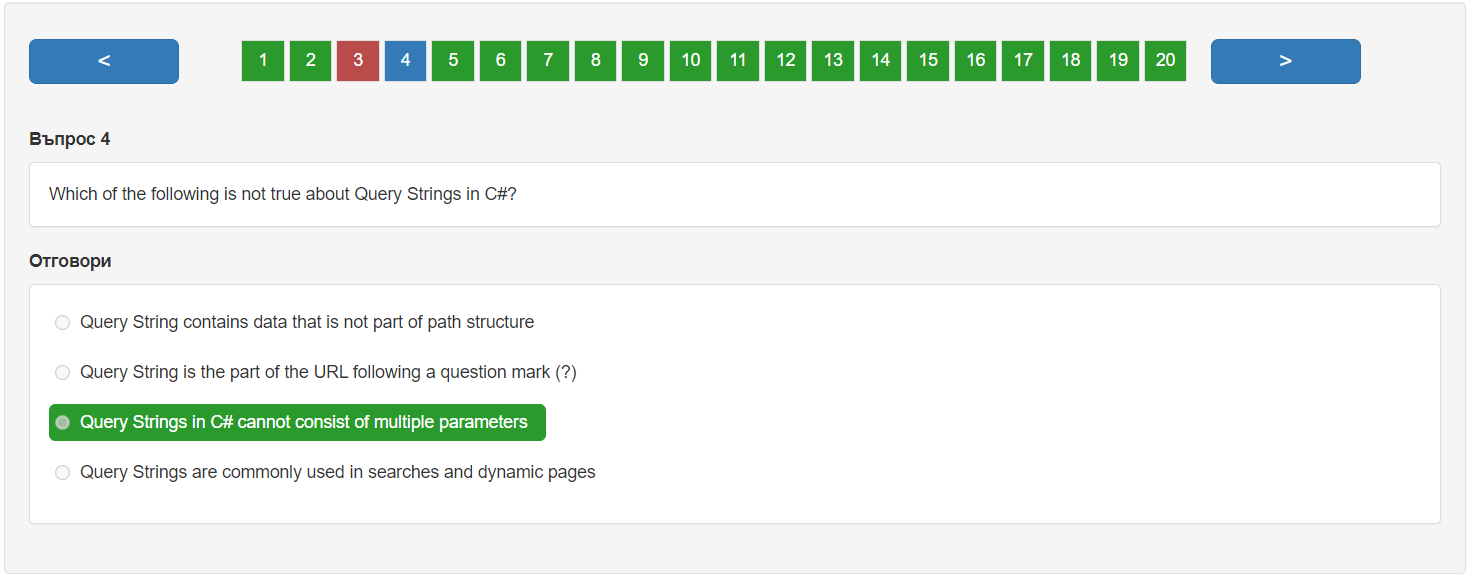 < 1 2 3 4 5 6 7 8 9 10 11 12 13 14 15 16 17 18 19 20 >
Въпрос 4
Which of the following is not true about Query Strings in C#?
Отговори
Query String contains data that is not part of path structure
Query String is the part of the URL following a question mark (?)
Query Strings in C# cannot consist of multiple parameters
Query Strings are commonly used in searches and dynamic pages